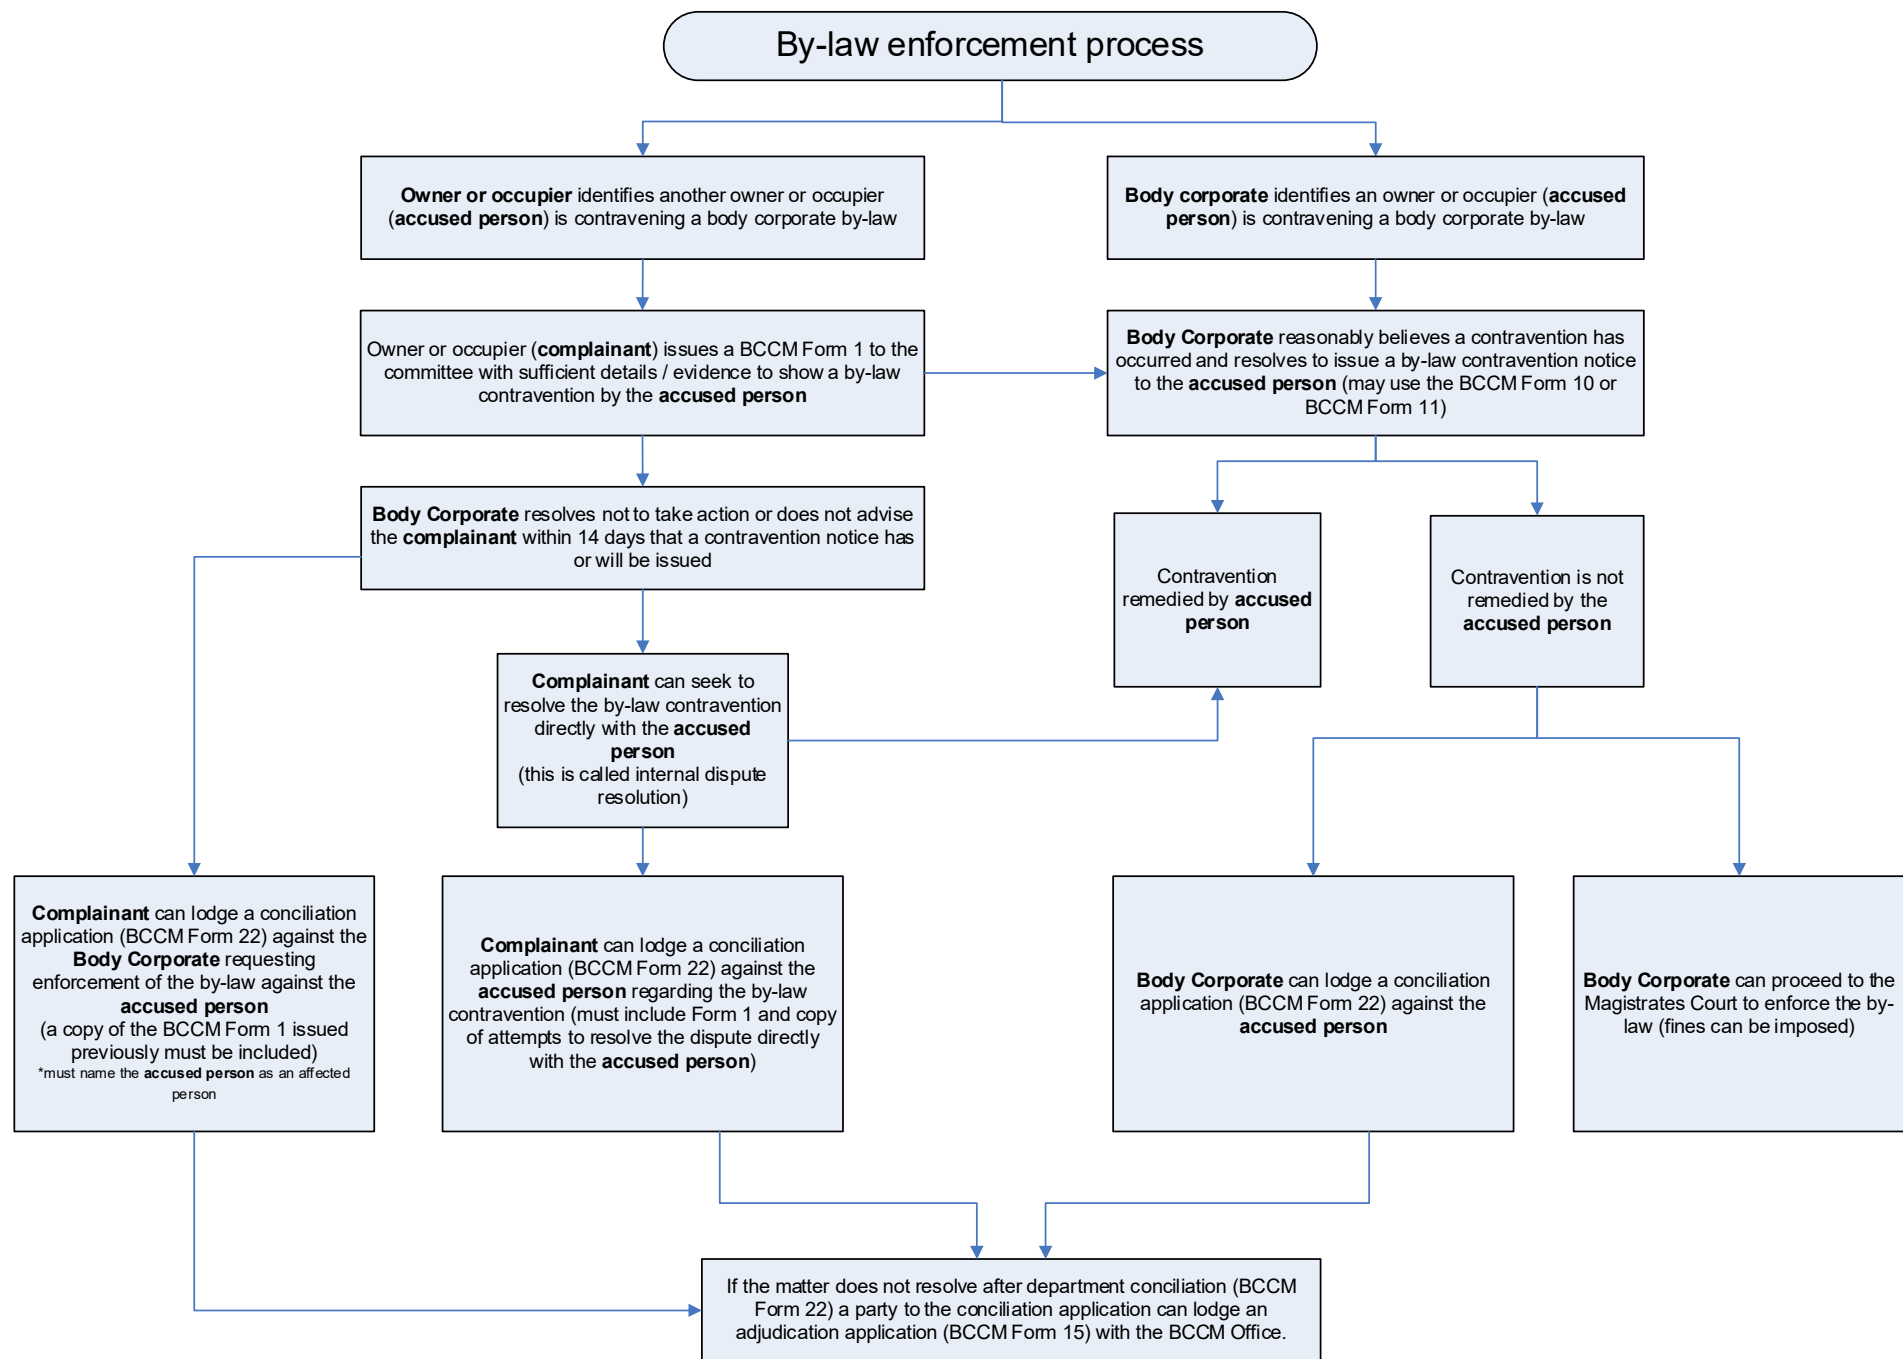 By-law enforcement process
Owner or occupier identifies another owner or occupier
(accused person) is contravening a body corporate by-law
Body corporate identifies an owner or occupier (accused
person) is contravening a body corporate by-law
Owner or occupier (complainant) issues a BCCM Form 1 to the
committee with sufficient details / evidence to show a by-law
contravention by the accused person
Body Corporate reasonably believes a contravention has
occurred and resolves to issue a by-law contravention notice
to the accused person (may use the BCCM Form 10 or
BCCM Form 11)
Body Corporate resolves not to take action or does not advise
the complainant within 14 days that a contravention notice has
or will be issued
Contravention
remedied by accused
person
Contravention is not
remedied by the
accused person
Complainant can seek to
resolve the by-law contravention
directly with the accused
person
(this is called internal dispute
resolution)
Complainant can lodge a conciliation
application (BCCM Form 22) against the
Body Corporate requesting
enforcement of the by-law against the
accused person
(a copy of the BCCM Form 1 issued
previously must be included)
*must name the accused person as an affected
person
Complainant can lodge a conciliation
application (BCCM Form 22) against the
accused person regarding the by-law
contravention (must include Form 1 and copy
of attempts to resolve the dispute directly
with the accused person)
Body Corporate can lodge a conciliation
application (BCCM Form 22) against the
accused person
Body Corporate can proceed to the
Magistrates Court to enforce the by-
law (fines can be imposed)
If the matter does not resolve after department conciliation (BCCM
Form 22) a party to the conciliation application can lodge an
adjudication application (BCCM Form 15) with the BCCM Office.